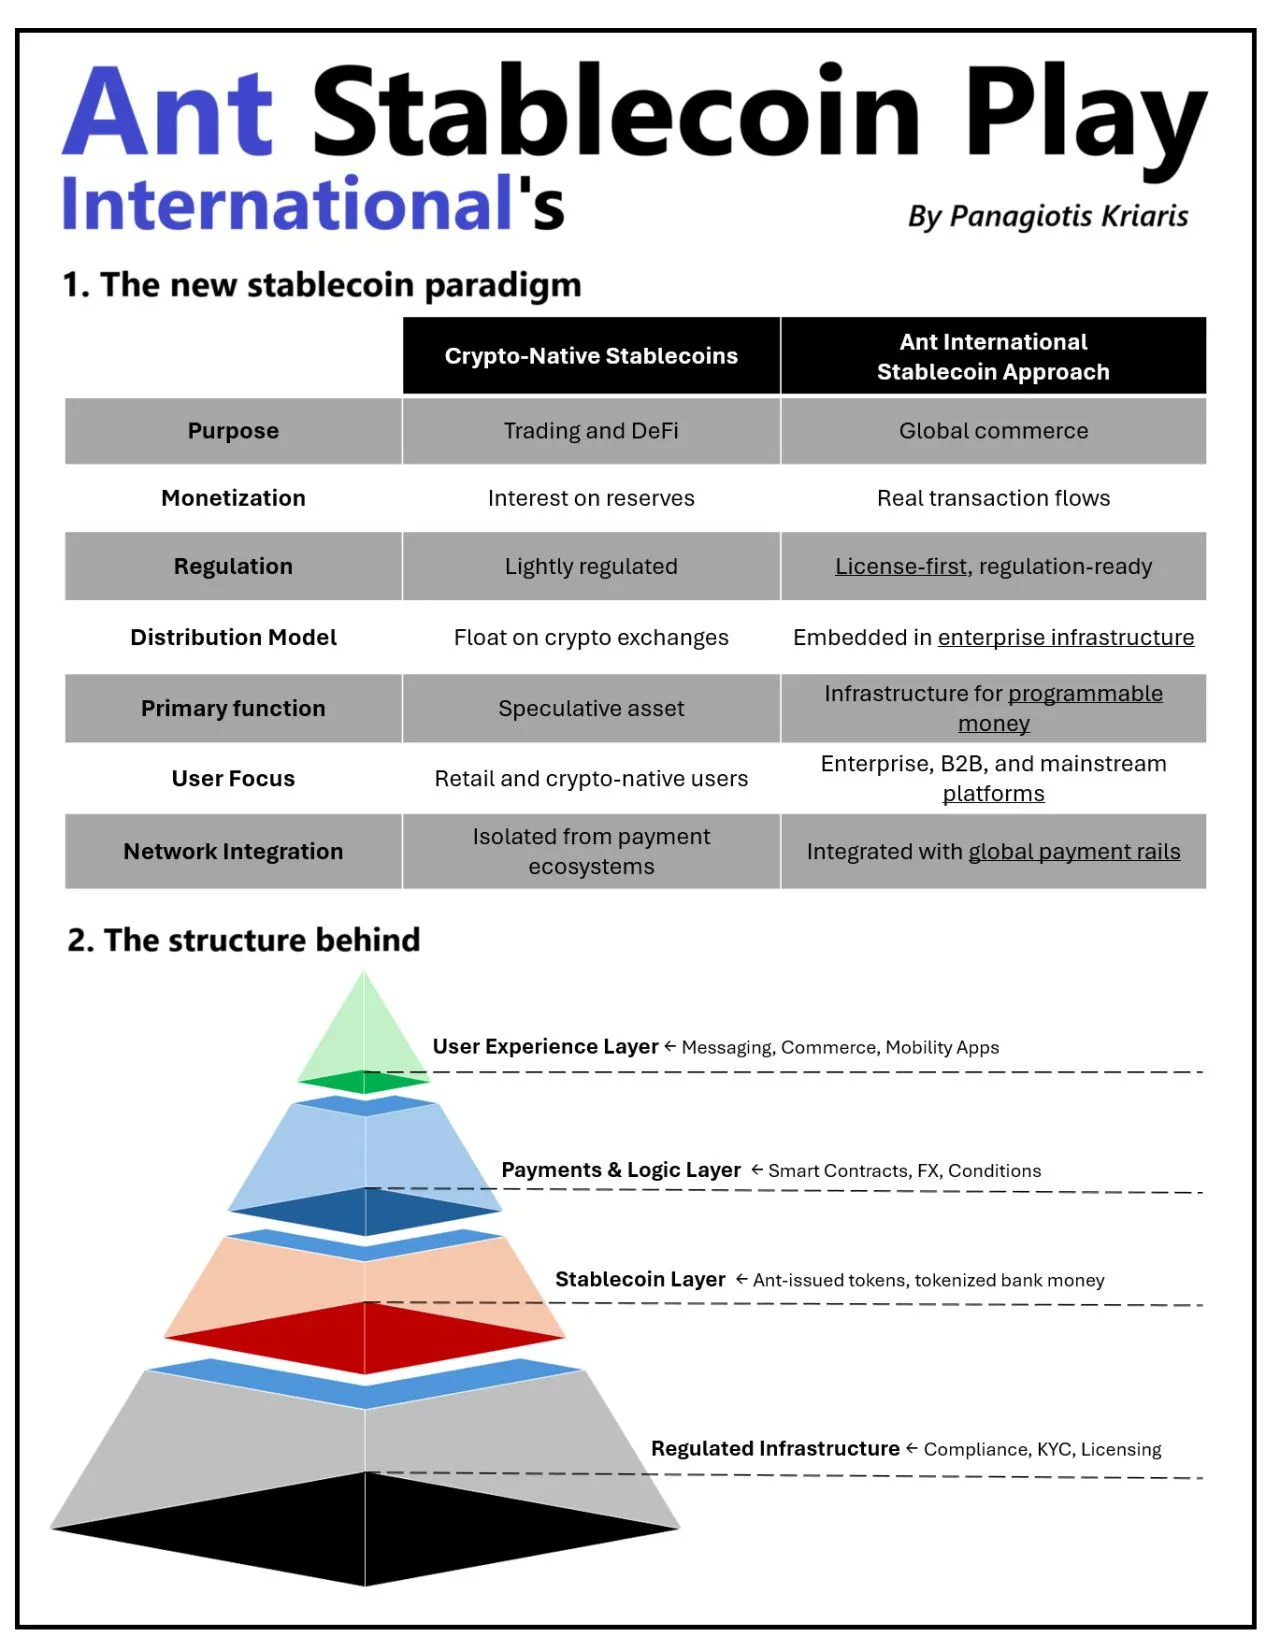 Ant Stablecoin Play
International's
By Panagiotis Kriaris
1. The new stablecoin paradigm
Crypto-Native Stablecoins
Ant International
Stablecoin Approach
Purpose
Trading and DeFi
Global commerce
Monetization
Interest on reserves
Real transaction flows
Regulation
Lightly regulated
License-first, regulation-ready
Distribution Model
Float on crypto exchanges
Embedded in enterprise infrastructure
Primary function
Speculative asset
Infrastructure for programmable
money
User Focus
Retail and crypto-native users
Enterprise, B2B, and mainstream
platforms
Network Integration
Isolated from payment
ecosystems
Integrated with global payment rails
2. The structure behind
User Experience Layer ← Messaging, Commerce, Mobility Apps
Payments & Logic Layer ← Smart Contracts, FX, Conditions
Stablecoin Layer ← Ant-issued tokens, tokenized bank money
Regulated Infrastructure ← Compliance, KYC, Licensing